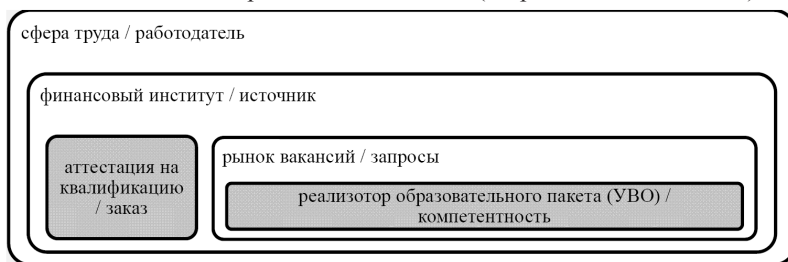 сфера труда / работодатель
финансовый институт / источник
аттестация на
квалификацию
/ заказ
рынок вакансий / запросы
реализотор образовательного пакета (УВО) /
компетентность